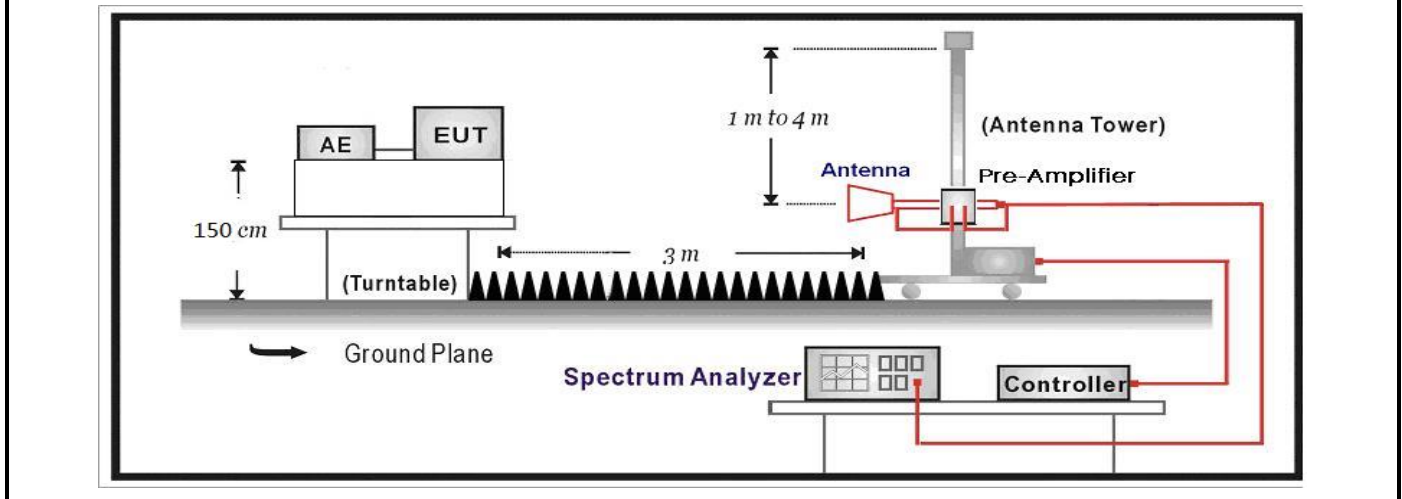 1 m to 4 m
(Antenna Tower)
AE
EUT
Antenna
Pre-Amplifier
150 cm
3 m
(Turntable)
Ground Plane
Spectrum Analyzer
Controller